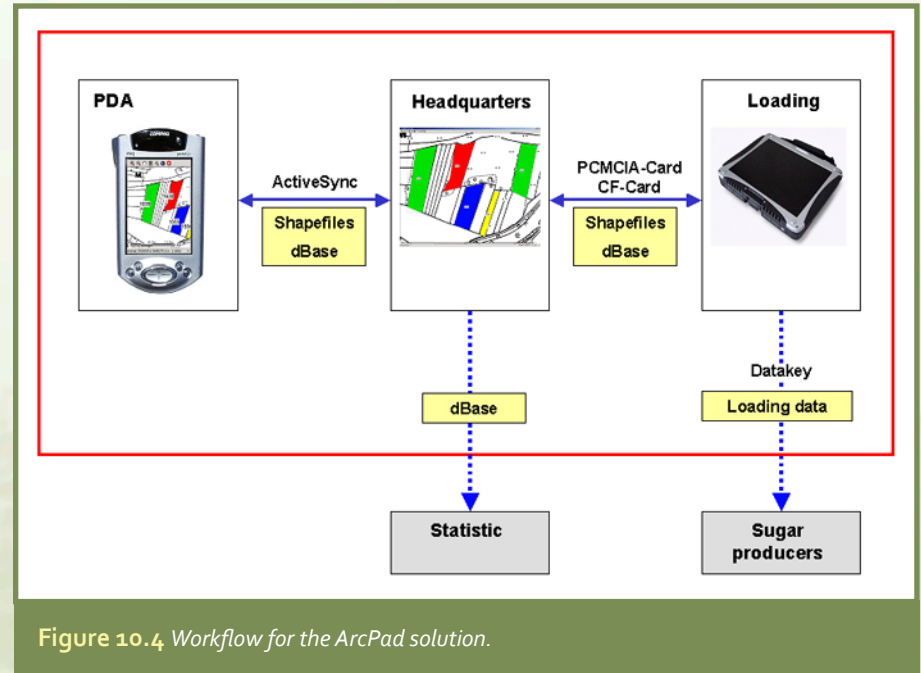 PDA
Headquarters
Loading
COMPAQ
ActiveSync
Shapefiles
dBase
PCMCIA-Card
CF-Card
Shapefiles
dBase
Datakey
dBase
Loading data
Statistic
Sugar
producers
Figure 10.4 Workflow for the ArcPad solution.